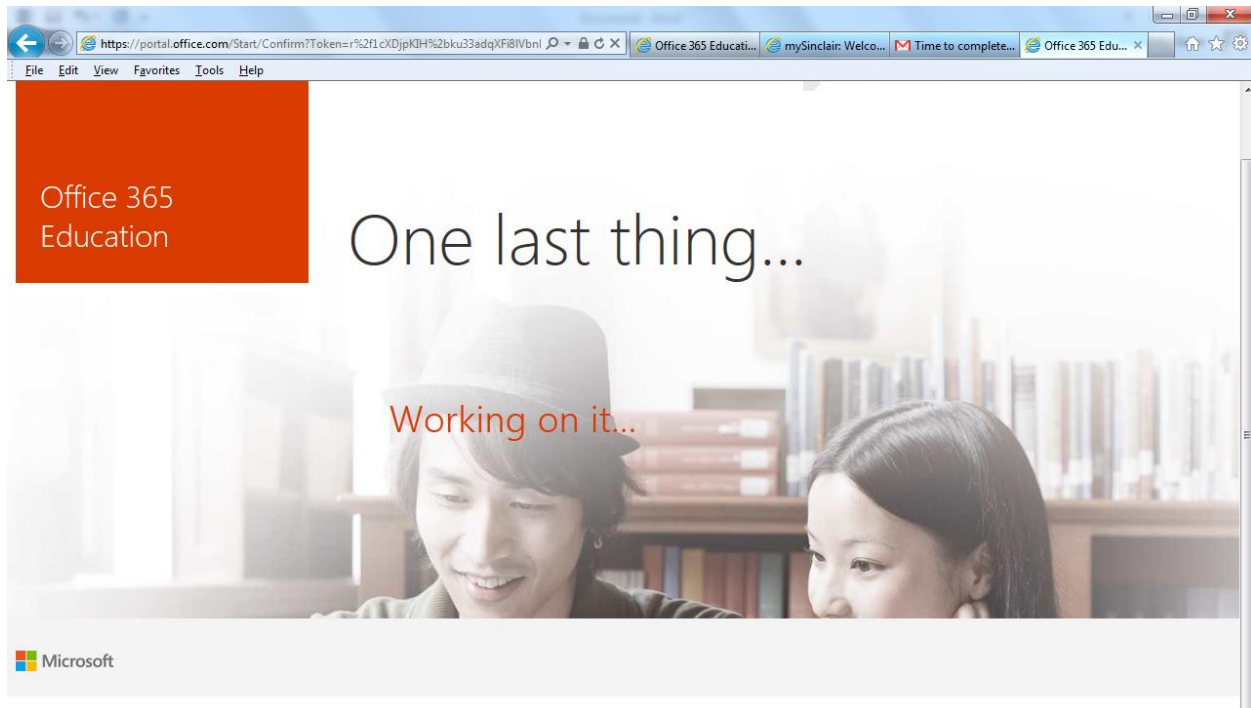 https://portal.office.com/Start/Confirm?Token=r%2f1cXDjpKIH%2bku33adqXFi8IVbnl
Office 365 Educati...
mySinclair: Welco...
Time to complete...
Office 365 Edu...
File Edit View Favorites Tools Help
Office 365
Education
One last thing...
Working on it...
Microsoft